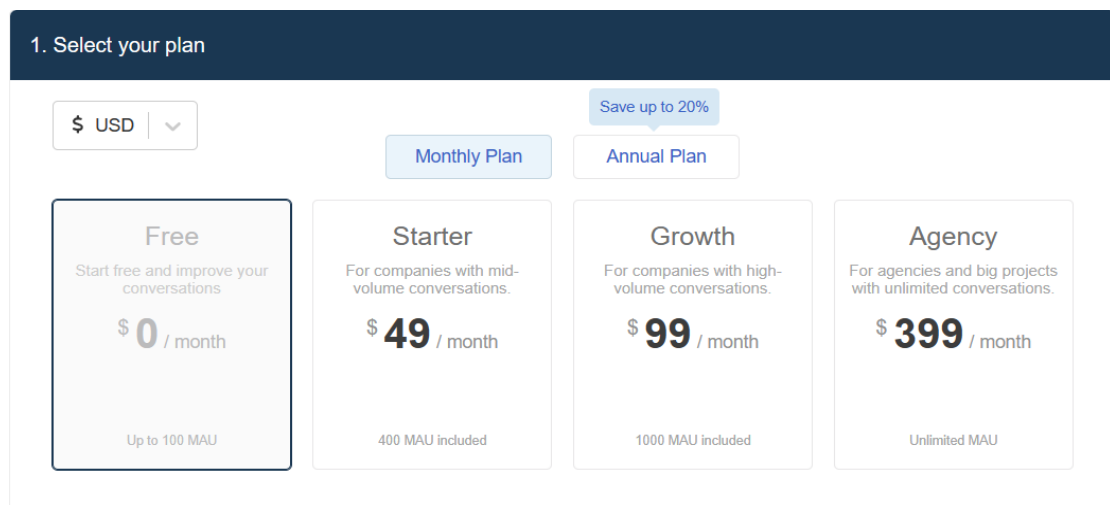 1. Select your plan
$ USD
Save up to 20%
Monthly Plan
Annual Plan
Free
Start free and improve your
conversations
$ 0 / month
Up to 100 MAU
Starter
For companies with mid-
volume conversations.
$ 49 / month
400 MAU included
Growth
For companies with high-
volume conversations.
$ 99 / month
1000 MAU included
Agency
For agencies and big projects
with unlimited conversations.
$ 399 / month
Unlimited MAU